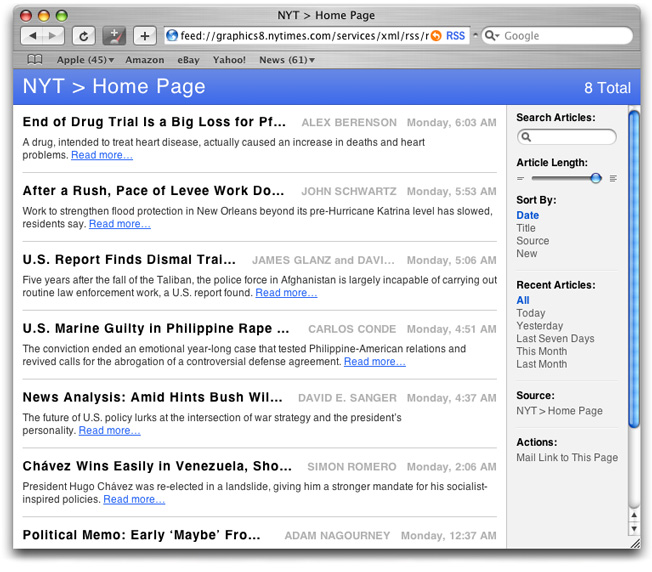 NYT > Home Page
feed://graphics8.nytimes.com/services/xml/rss/r RSS Google
Apple (45)▾ Amazon eBay Yahoo! News (61)▾
NYT > Home Page 8 Total
End of Drug Trial Is a Big Loss for Pf... ALEX BERENSON Monday, 6:03 AM
A drug, intended to treat heart disease, actually caused an increase in deaths and heart
problems. Read more...
After a Rush, Pace of Levee Work Do... JOHN SCHWARTZ Monday, 5:53 AM
Work to strengthen flood protection in New Orleans beyond its pre-Hurricane Katrina level has slowed,
residents say. Read more...
U.S. Report Finds Dismal Trai... JAMES GLANZ and DAVI... Monday, 5:06 AM
Five years after the fall of the Taliban, the police force in Afghanistan is largely incapable of carrying out
routine law enforcement work, a U.S. report found. Read more...
U.S. Marine Guilty in Philippine Rape ... CARLOS CONDE Monday, 4:51 AM
The conviction ended an emotional year-long case that tested Philippine-American relations and
revived calls for the abrogation of a controversial defense agreement. Read more...
News Analysis: Amid Hints Bush Wil... DAVID E. SANGER Monday, 4:37 AM
The future of U.S. policy lurks at the intersection of war strategy and the president's
personality. Read more...
Chávez Wins Easily in Venezuela, Sho... SIMON ROMERO Monday, 2:06 AM
President Hugo Chávez was re-elected in a landslide, giving him a stronger mandate for his socialist-
inspired policies. Read more...
Political Memo: Early ‘Maybe’ Fro... ADAM NAGOURNEY Monday, 12:37 AM
Search Articles:
Article Length:
Sort By:
Date
Title
Source
New
Recent Articles:
All
Today
Yesterday
Last Seven Days
This Month
Last Month
Source:
NYT > Home Page
Actions:
Mail Link to This Page